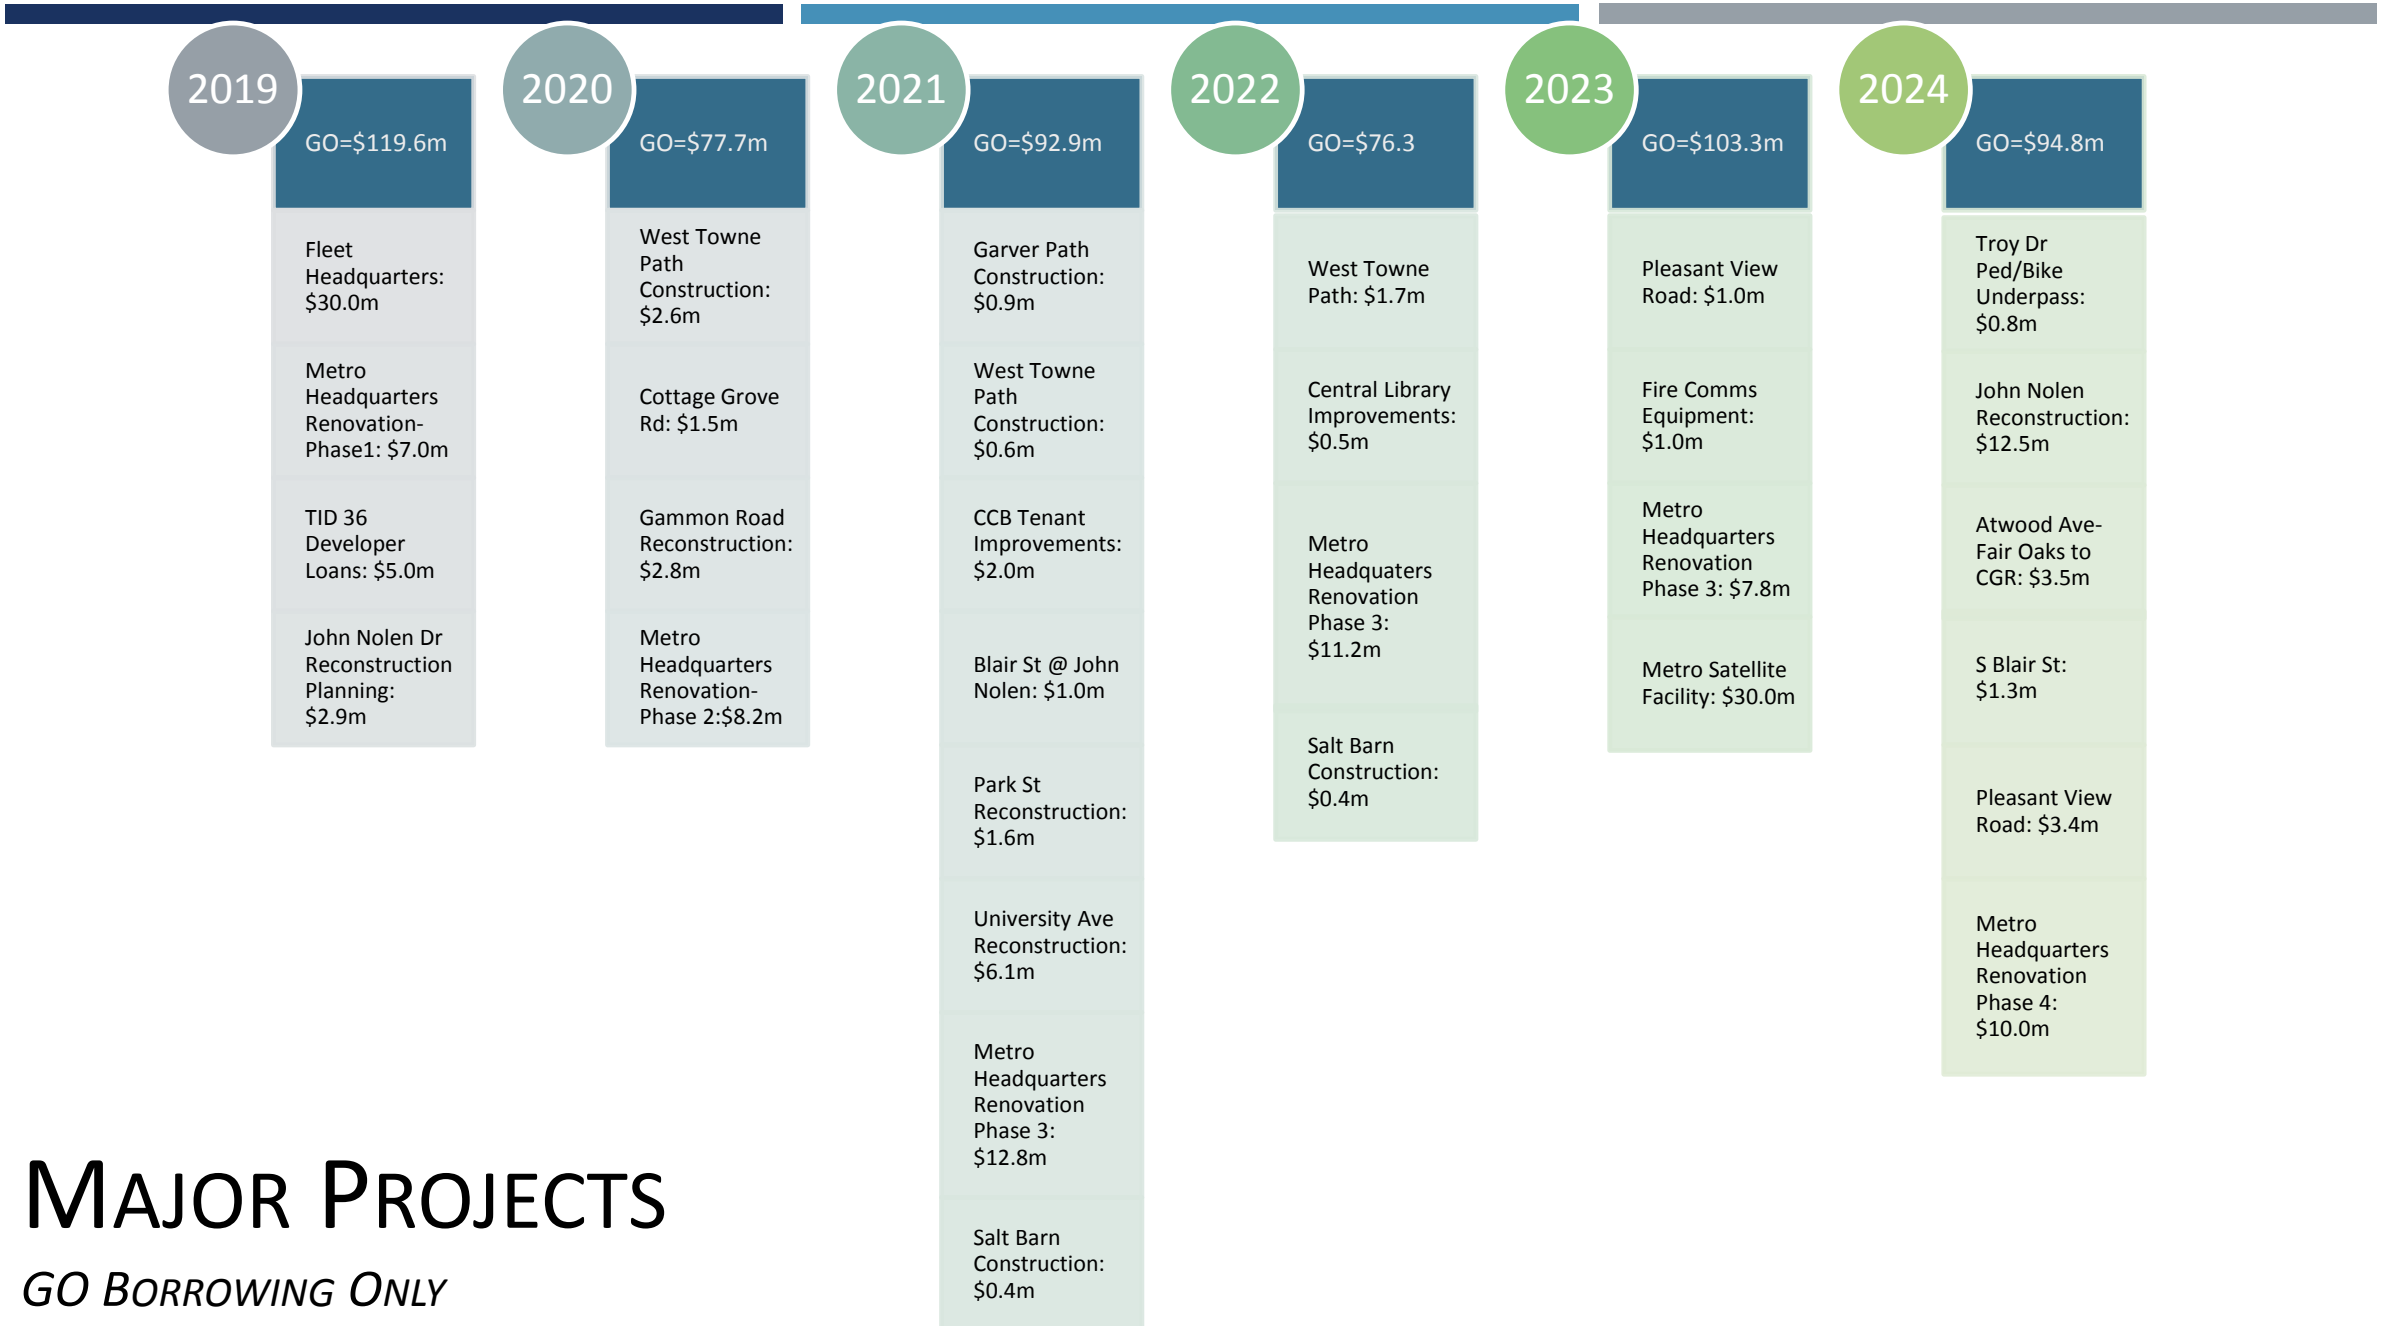 2019
GO=$119.6m
Fleet
Headquarters:
$30.0m
Metro
Headquarters
Renovation-
Phase1: $7.0m
TID 36
Developer
Loans: $5.0m
John Nolen Dr
Reconstruction
Planning:
$2.9m
2020
GO=$77.7m
West Towne
Path
Construction:
$2.6m
Cottage Grove
Rd: $1.5m
Gammon Road
Reconstruction:
$2.8m
Metro
Headquarters
Renovation-
Phase 2:$8.2m
2021
GO=$92.9m
Garver Path
Construction:
$0.9m
West Towne
Path
Construction:
$0.6m
CCB Tenant
Improvements:
$2.0m
Blair St @ John
Nolen: $1.0m
Park St
Reconstruction:
$1.6m
University Ave
Reconstruction:
$6.1m
Metro
Headquarters
Renovation
Phase 3:
$12.8m
Salt Barn
Construction:
$0.4m
2022
GO=$76.3
West Towne
Path: $1.7m
Central Library
Improvements:
$0.5m
Metro
Headquaters
Renovation
Phase 3:
$11.2m
Salt Barn
Construction:
$0.4m
2023
GO=$103.3m
Pleasant View
Road: $1.0m
Fire Comms
Equipment:
$1.0m
Metro
Headquarters
Renovation
Phase 3: $7.8m
Metro Satellite
Facility: $30.0m
2024
GO=$94.8m
Troy Dr
Ped/Bike
Underpass:
$0.8m
John Nolen
Reconstruction:
$12.5m
Atwood Ave-
Fair Oaks to
CGR: $3.5m
S Blair St:
$1.3m
Pleasant View
Road: $3.4m
Metro
Headquarters
Renovation
Phase 4:
$10.0m
MAJOR PROJECTS
GO BORROWING ONLY